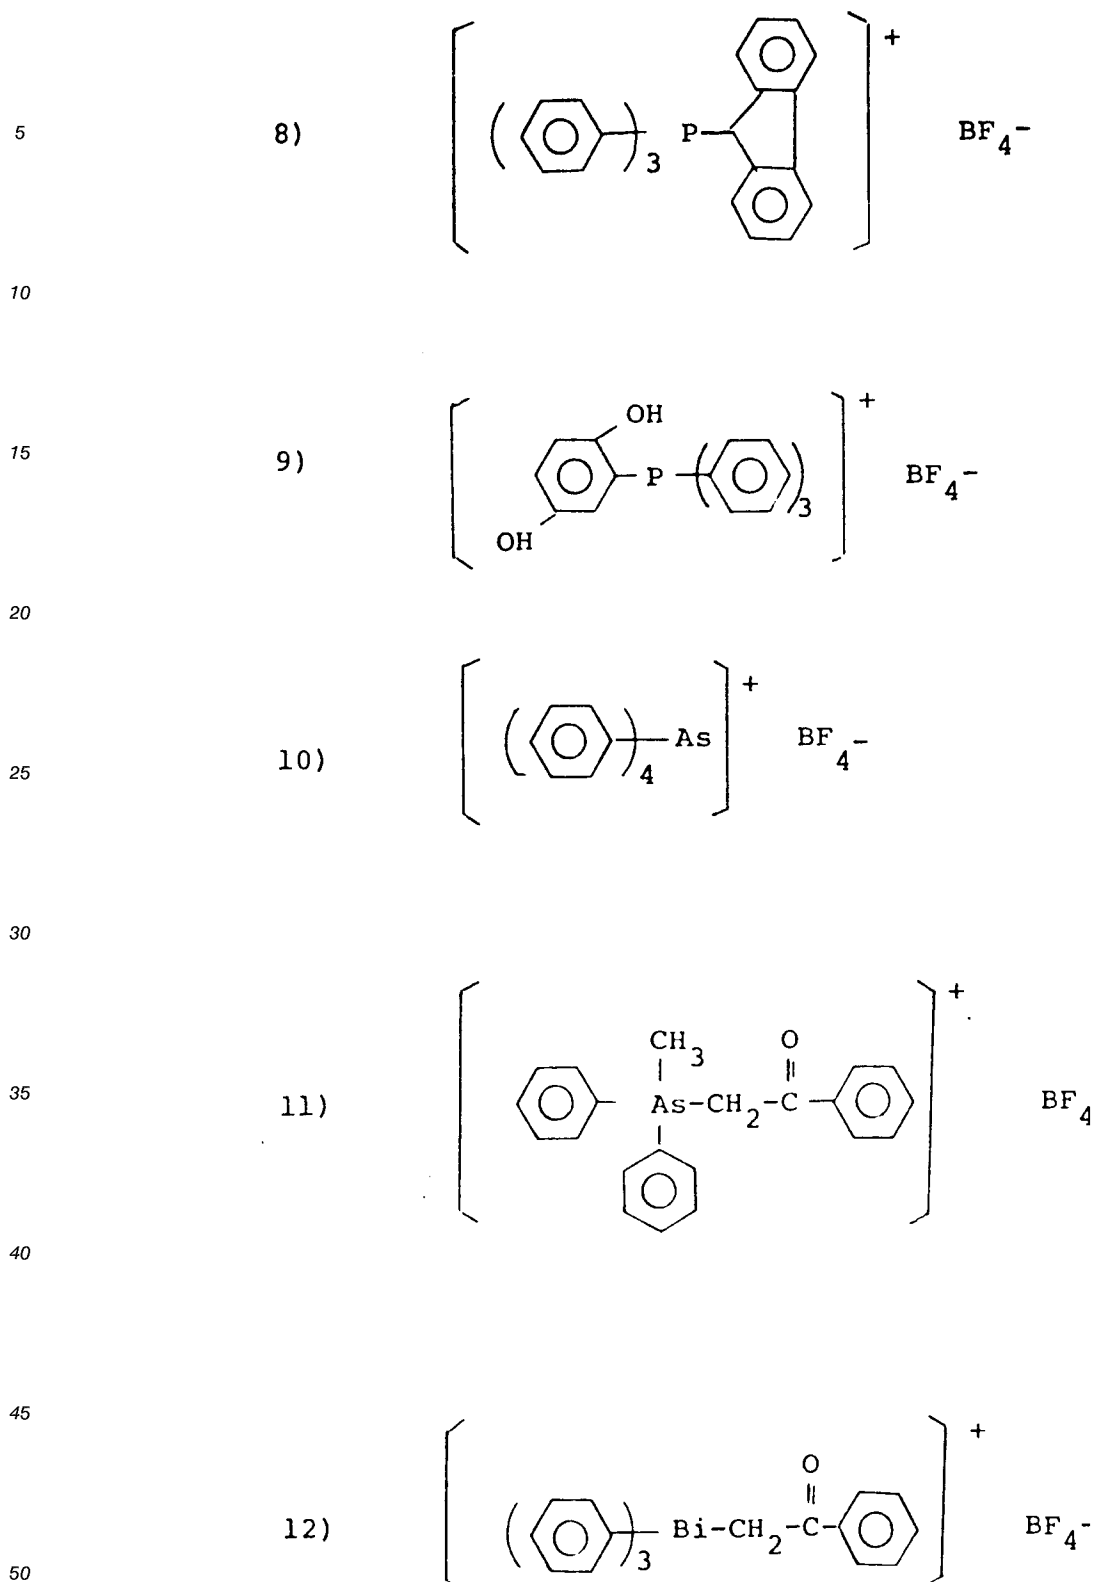 5 8) ( )3 P [ ]+ BF4-
10
OH
15 9) [ P ( )3 ]+ BF4-
OH
20
25 10) [ ( )4 As ]+ BF4-
30
CH3 O
35 11) [ As-CH2-C ]+ BF4
40
45
O
12) [ ( )3 Bi-CH2-C ]+ BF4-
50